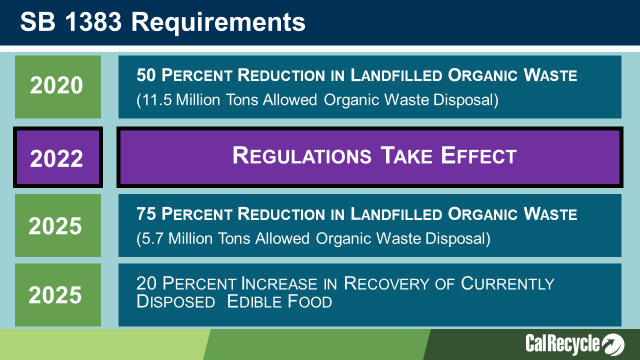 SB 1383 Requirements
2020
50 PERCENT REDUCTION IN LANDFILLED ORGANIC WASTE
(11.5 Million Tons Allowed Organic Waste Disposal)
2022
REGULATIONS TAKE EFFECT
2025
75 PERCENT REDUCTION IN LANDFILLED ORGANIC WASTE
(5.7 Million Tons Allowed Organic Waste Disposal)
2025
20 PERCENT INCREASE IN RECOVERY OF CURRENTLY
DISPOSED EDIBLE FOOD
CalRecycle